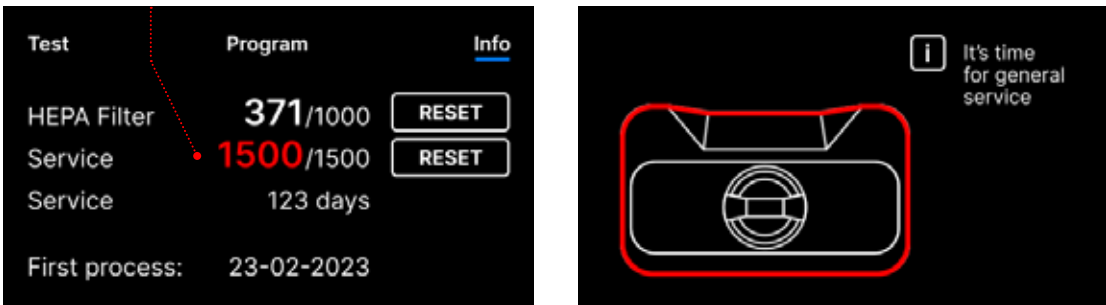 Test Program Info
HEPA Filter 371/1000 RESET
Service 1500/1500 RESET
Service 123 days
First process: 23-02-2023
i It's time
for general
service